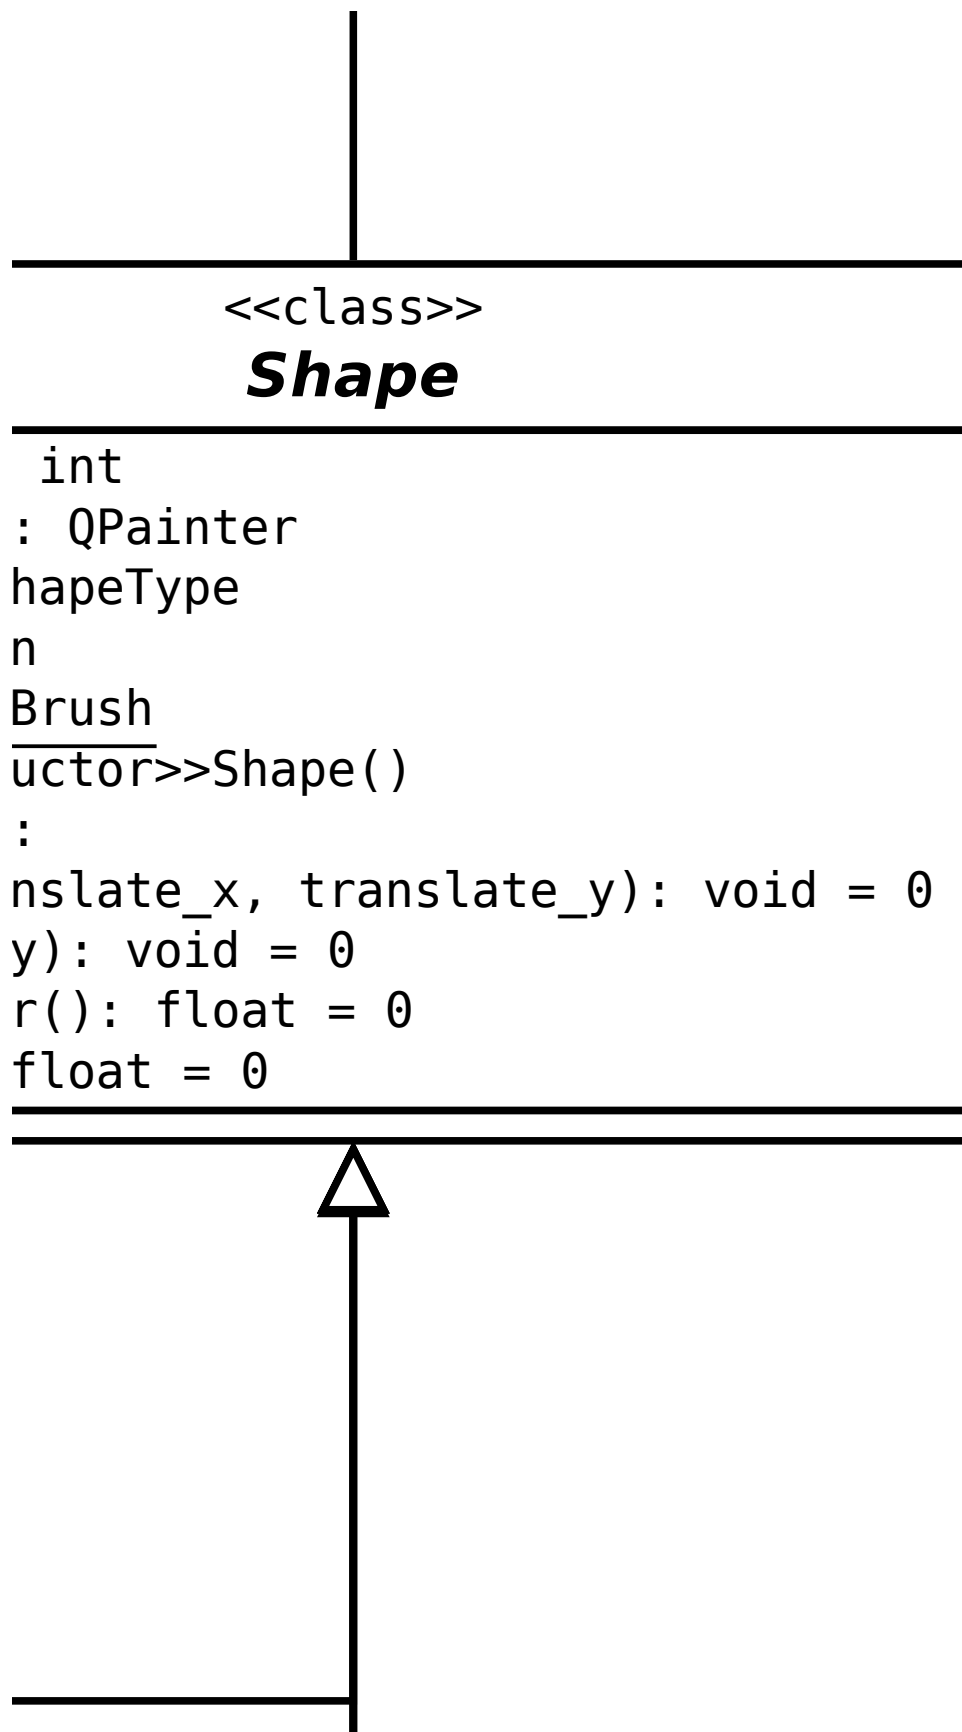 <<class>>
Shape
int
: QPainter
hapeType
n
Brush
uctor>>Shape()
:
nslate_x, translate_y): void = 0
y): void = 0
r(): float = 0
float = 0